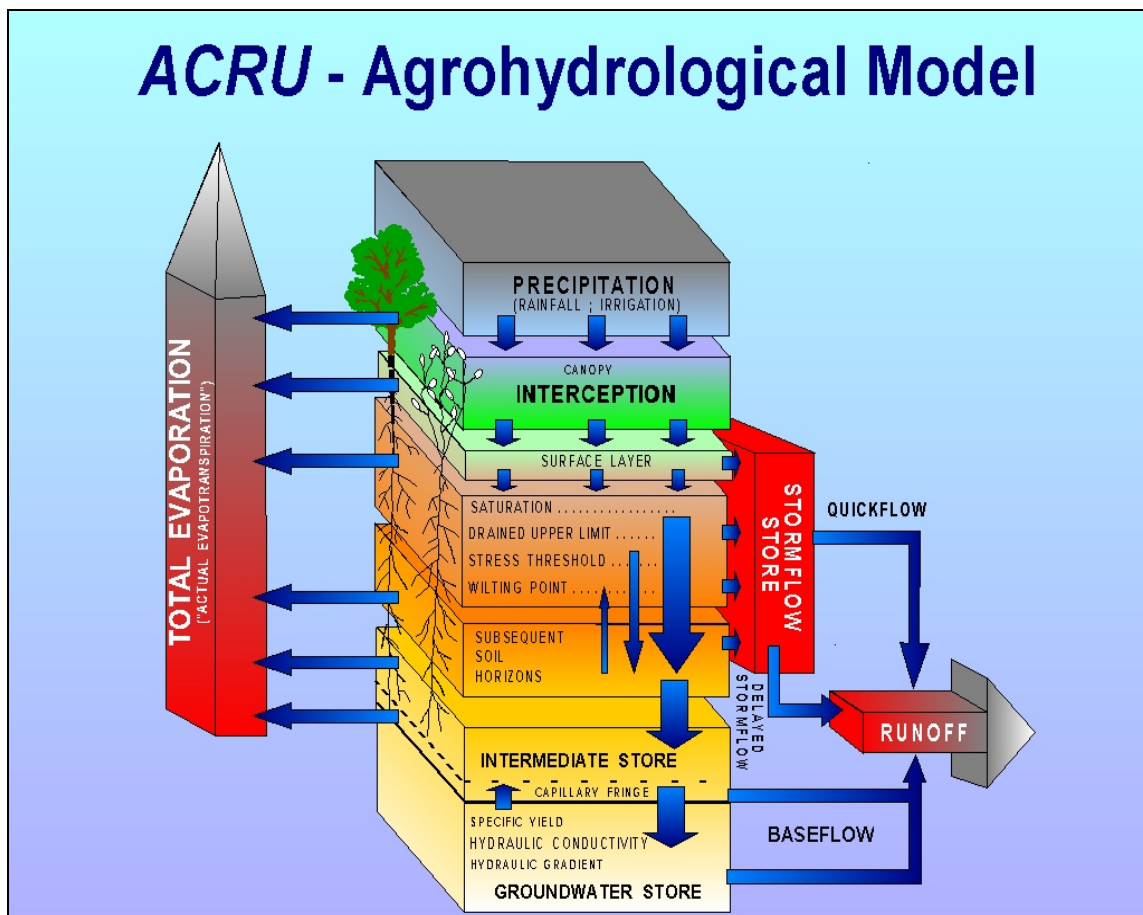 ACRU - Agrohydrological Model
PRECIPITATION
(RAINFALL ; IRRIGATION)
CANOPY
INTERCEPTION
SURFACE LAYER
SATURATION .................
DRAINED UPPER LIMIT ......
STRESS THRESHOLD .......
WILTING POINT ............
SUBSEQUENT
SOIL
HORIZONS
INTERMEDIATE STORE
CAPILLARY FRINGE
SPECIFIC YIELD
HYDRAULIC CONDUCTIVITY
HYDRAULIC GRADIENT
GROUNDWATER STORE
TOTAL EVAPORATION
("ACTUAL EVAPOTRANSPIRATION")
STORMFLOW
STORE
QUICKFLOW
DELAYED
STORMFLOW
RUNOFF
BASEFLOW